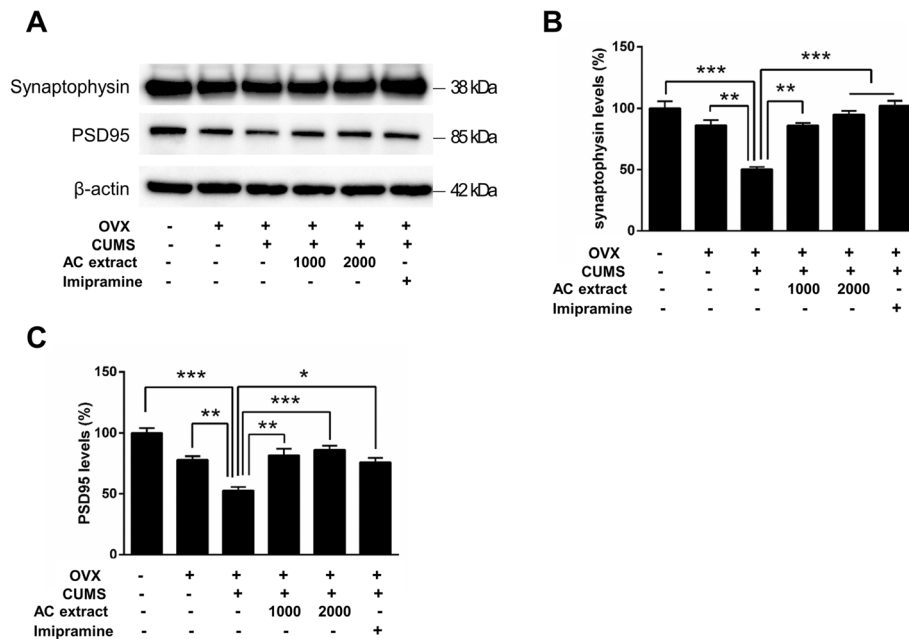 A
Synaptophysin
38 kDa
PSD95
85 kDa
β-actin
42 kDa
OVX - + + + + +
CUMS - - + + + +
AC extract - - - 1000 2000 -
Imipramine - - - - - +
B
synaptophysin levels (%)
150
100
50
0
*** ** ** ***
OVX - + + + + +
CUMS - - + + + +
AC extract - - - 1000 2000 -
Imipramine - - - - - +
C
PSD95 levels (%)
150
100
50
0
*** *
***
** **
OVX - + + + + +
CUMS - - + + + +
AC extract - - - 1000 2000 -
Imipramine - - - - - +